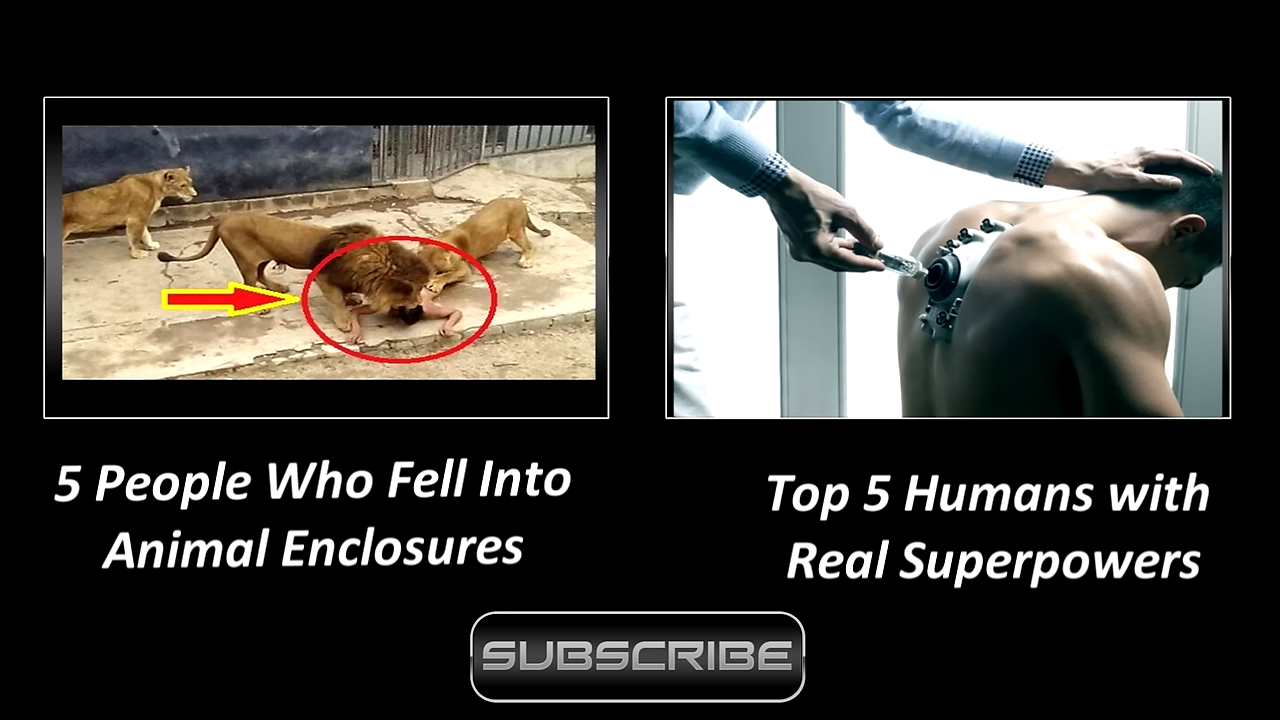 5 People Who Fell Into
Animal Enclosures
Top 5 Humans with
Real Superpowers
SUBSCRIBE